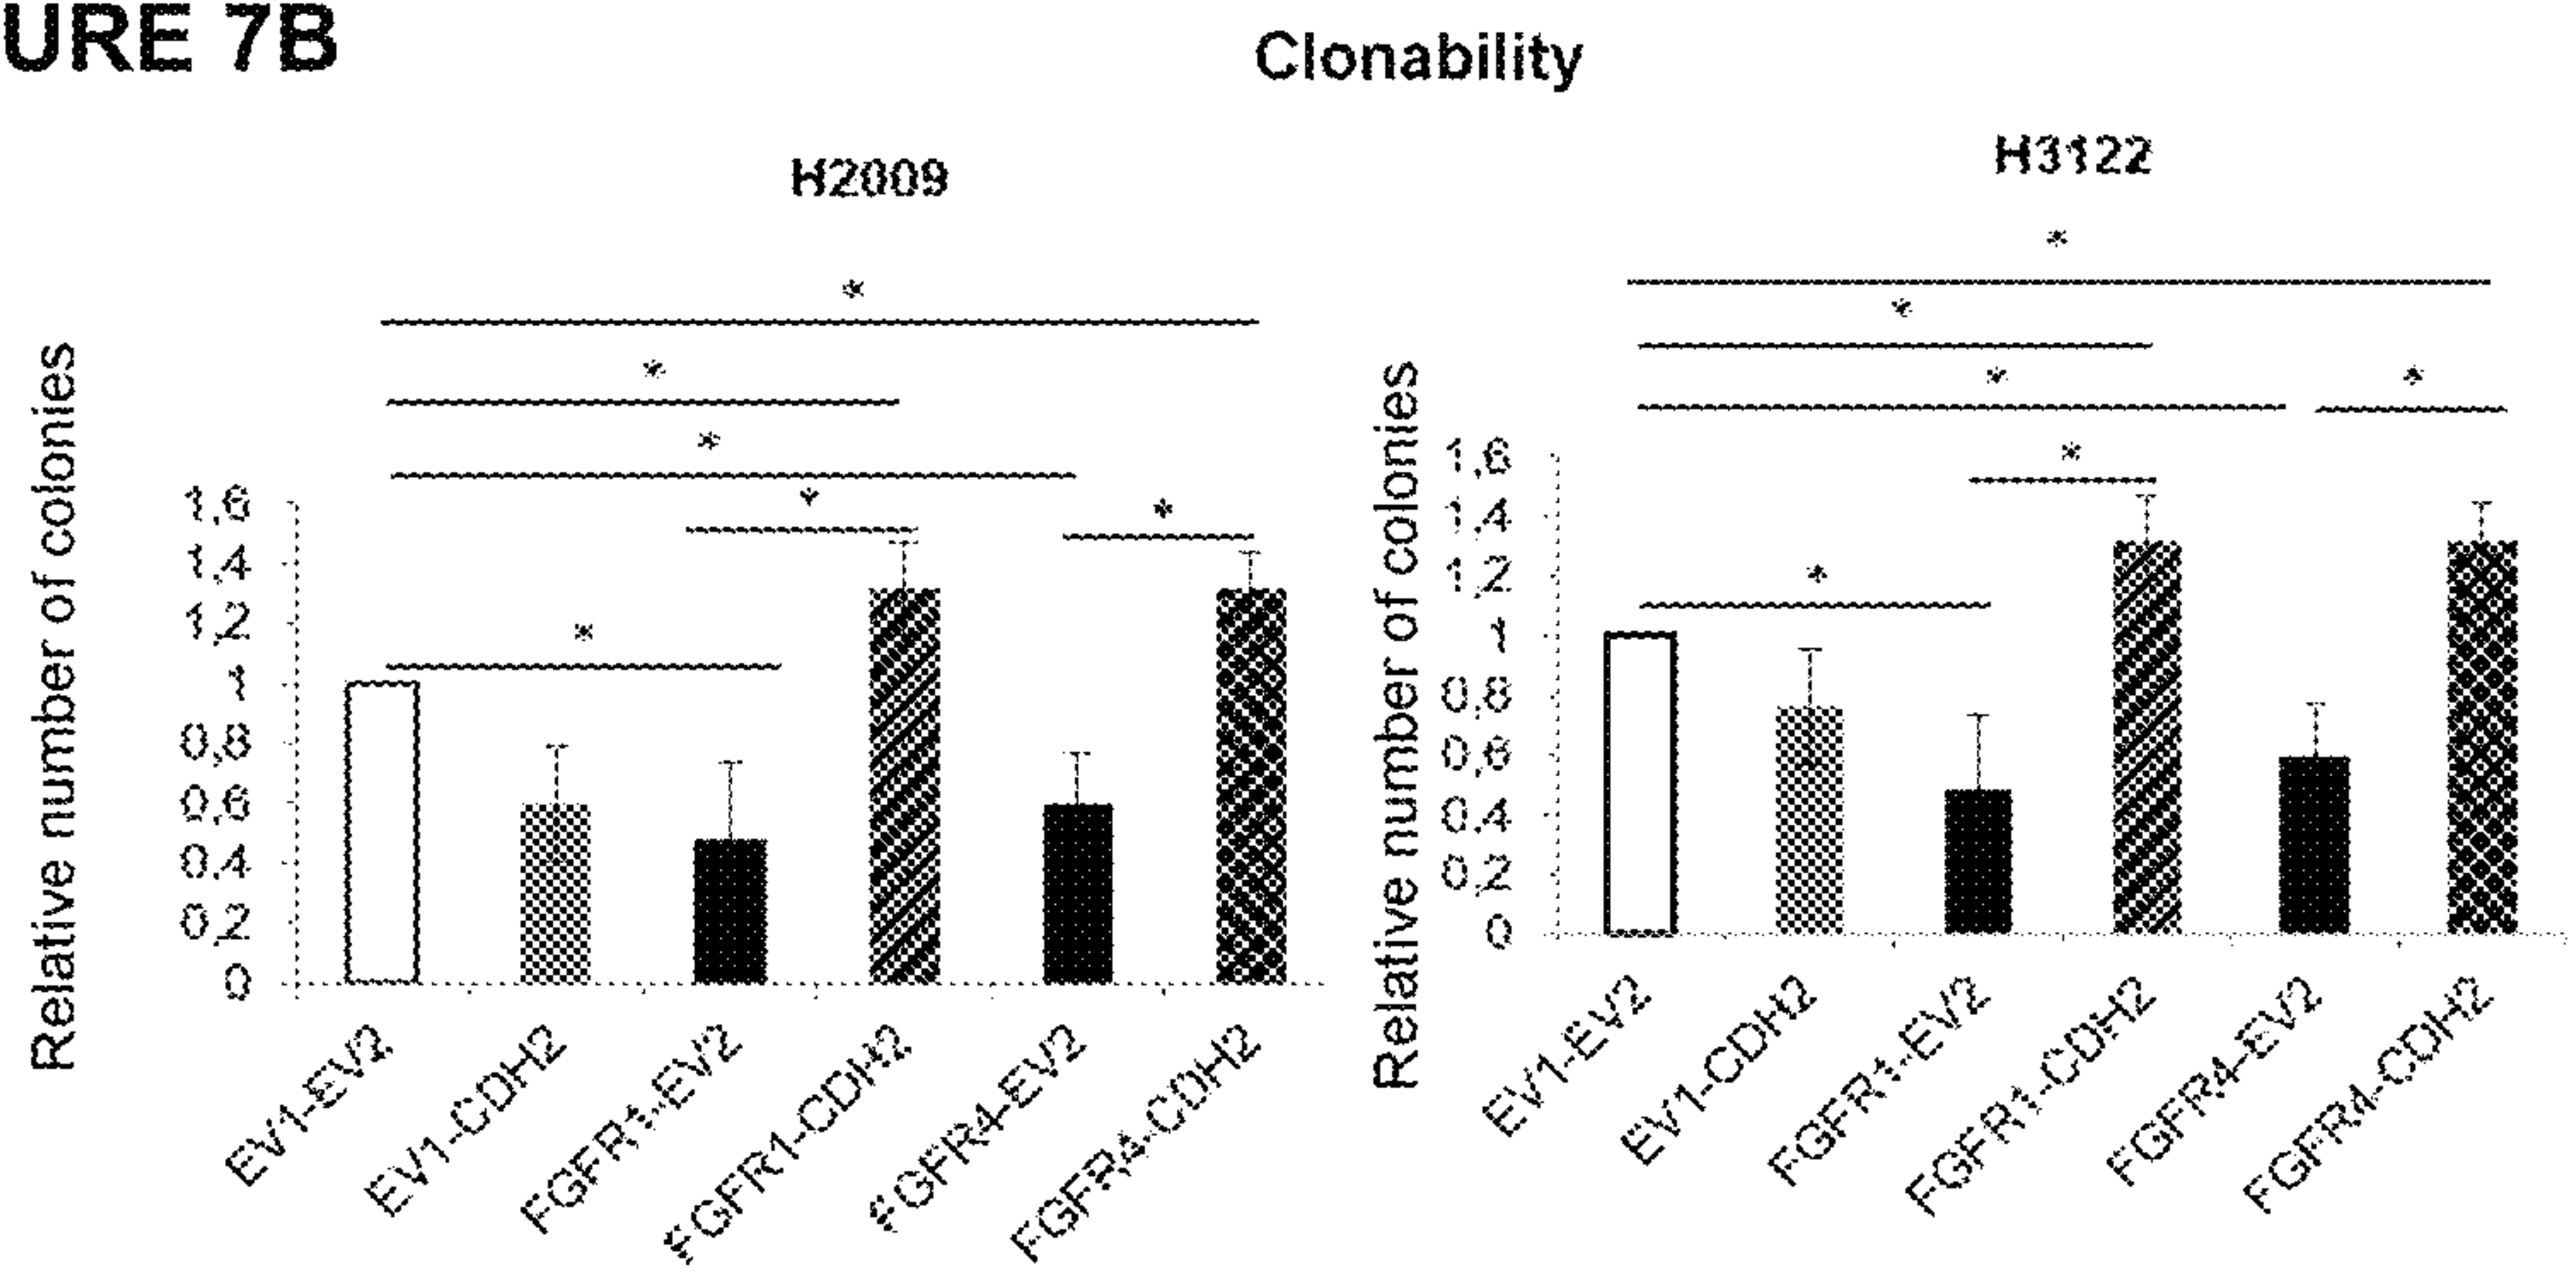 URE 7B
Clonability
H2009
*
*
*
*
*
*
Relative number of colonies
1,6
1,4
1,2
1
0,8
0,6
0,4
0,2
0
EV1-EV2
EV1-CDH2
FGFR1-EV2
FGFR1-CDH2
FGFR4-EV2
FGFR4-CDH2
H3122
*
*
*
*
*
*
Relative number of colonies
1,6
1,4
1,2
1
0,8
0,6
0,4
0,2
0
EV1-EV2
EV1-CDH2
FGFR1-EV2
FGFR1-CDH2
FGFR4-EV2
FGFR4-CDH2